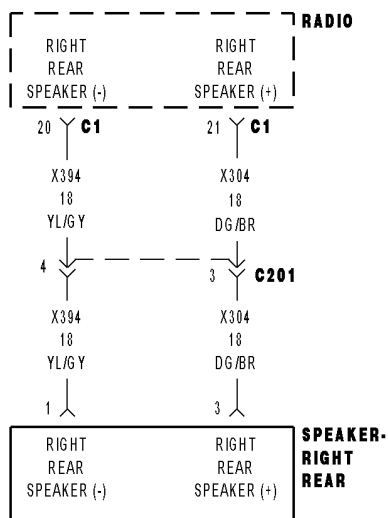 RADIO
RIGHT REAR SPEAKER (-)
RIGHT REAR SPEAKER (+)
20 C1
21 C1
X394 18 YL/GY
X304 18 DG/BR
4
3 C201
X394 18 YL/GY
X304 18 DG/BR
1
3
SPEAKER-RIGHT REAR
RIGHT REAR SPEAKER (-)
RIGHT REAR SPEAKER (+)